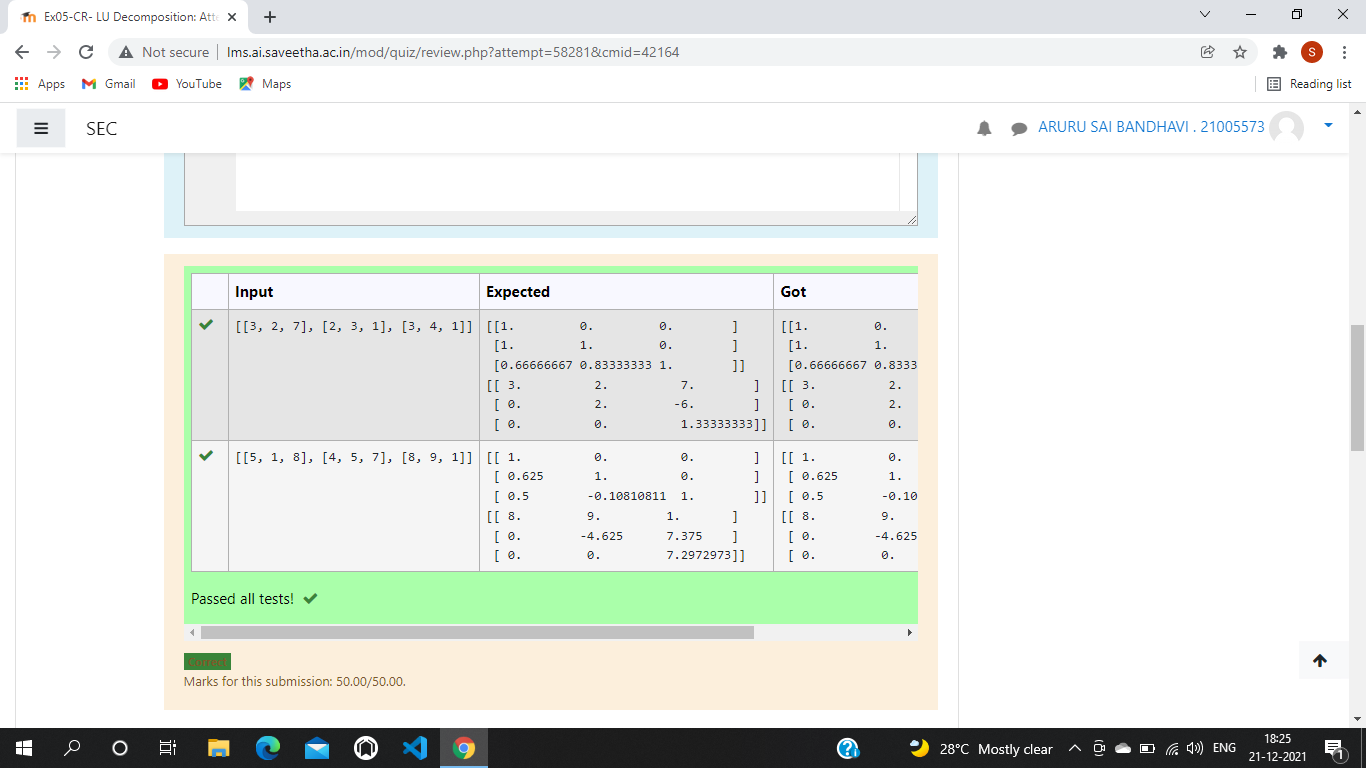 Ex05-CR- LU Decomposition: Atte
Not secure lms.ai.saveetha.ac.in/mod/quiz/review.php?attempt=58281&cmid=42164
S
Apps Gmail YouTube Maps Reading list
SEC ARURU SAI BANDHAVI . 21005573
Input Expected Got
[[3, 2, 7], [2, 3, 1], [3, 4, 1]] [[1. 0. 0. ] [[1. 0.
[1. 1. 0. ] [1. 1.
[0.66666667 0.83333333 1. ]] [0.66666667 0.8333
[[ 3. 2. 7. ] [[ 3. 2.
[ 0. 2. -6. ] [ 0. 2.
[ 0. 0. 1.33333333]] [ 0. 0.
[[5, 1, 8], [4, 5, 7], [8, 9, 1]] [[ 1. 0. 0. ] [[ 1. 0.
[ 0.625 1. 0. ] [ 0.625 1.
[ 0.5 -0.10810811 1. ]] [ 0.5 -0.10
[[ 8. 9. 1. ] [[ 8. 9.
[ 0. -4.625 7.375 ] [ 0. -4.625
[ 0. 0. 7.2972973]] [ 0. 0.
Passed all tests!
Correct
Marks for this submission: 50.00/50.00.
28°C Mostly clear ENG 18:25
21-12-2021 1